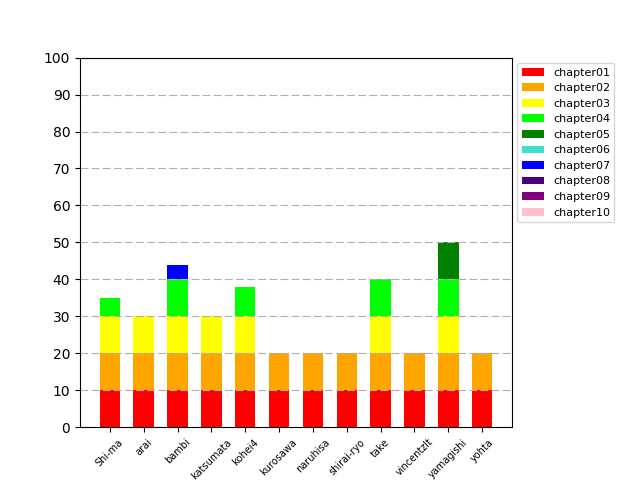 100
90
80
70
60
50
40
30
20
10
0
Shi-ma
arai
bambi
katsumata
kohei4
kurosawa
naruhisa
shirai-ryo
take
vincentzlt
yamagishi
yohta
chapter01
chapter02
chapter03
chapter04
chapter05
chapter06
chapter07
chapter08
chapter09
chapter10